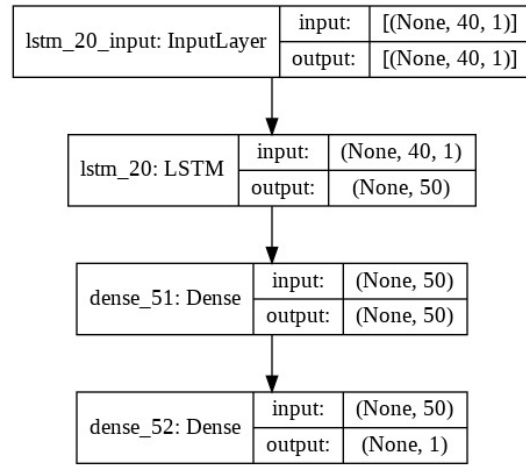 lstm_20_input: InputLayer
input: [(None, 40, 1)]
output: [(None, 40, 1)]
lstm_20: LSTM
input: (None, 40, 1)
output: (None, 50)
dense_51: Dense
input: (None, 50)
output: (None, 50)
dense_52: Dense
input: (None, 50)
output: (None, 1)